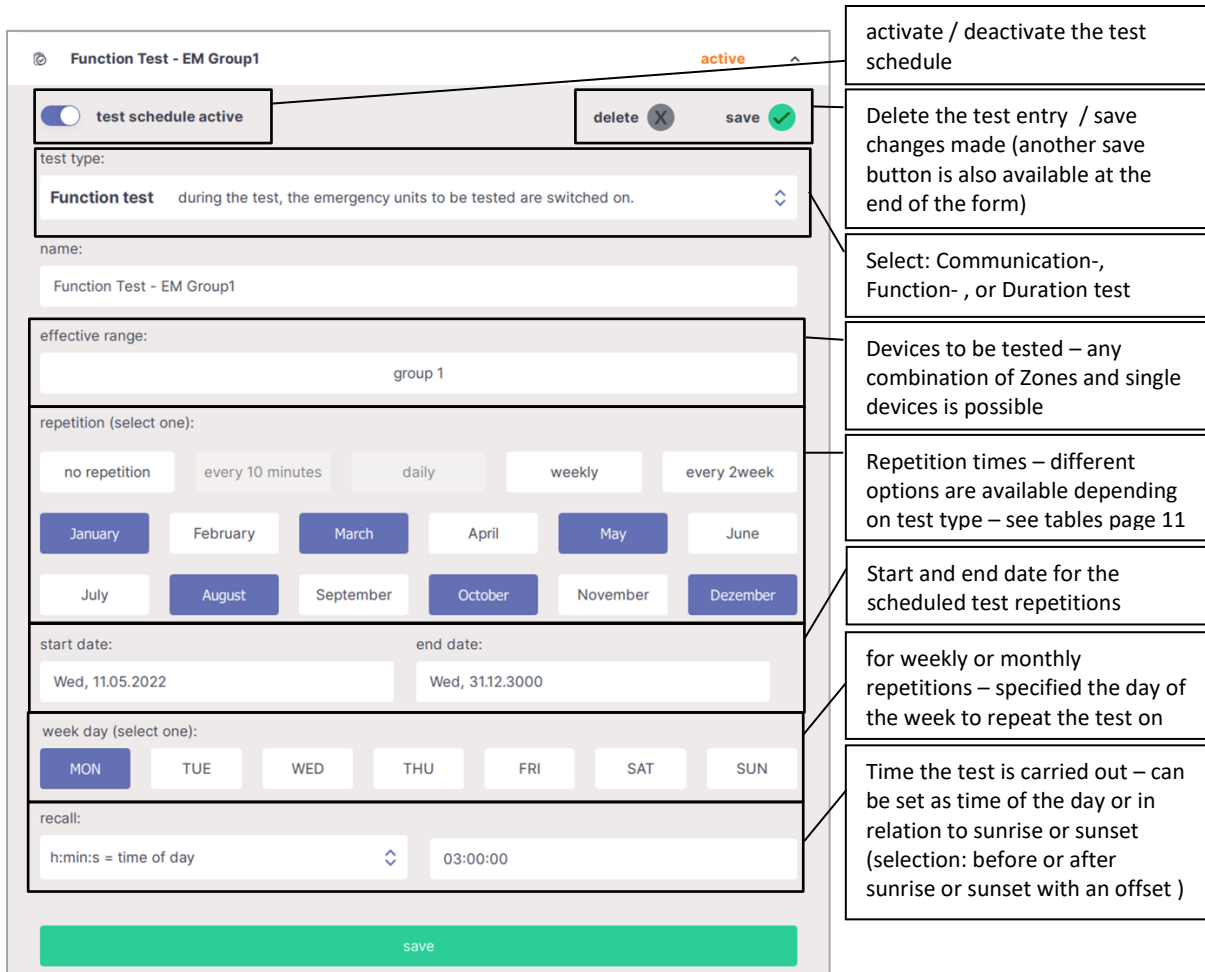 Function Test - EM Group1
active
test schedule active
delete X
save
test type:
Function test during the test, the emergency units to be tested are switched on.
name:
Function Test - EM Group1
effective range:
group 1
repetition (select one):
no repetition every 10 minutes daily weekly every 2week
January February March April May June
July August September October November Dezember
start date: end date:
Wed, 11.05.2022 Wed, 31.12.3000
week day (select one):
MON TUE WED THU FRI SAT SUN
recall:
h:min:s = time of day 03:00:00
save
activate / deactivate the test
schedule
Delete the test entry / save
changes made (another save
button is also available at the
end of the form)
Select: Communication-,
Function- , or Duration test
Devices to be tested – any
combination of Zones and single
devices is possible
Repetition times – different
options are available depending
on test type – see tables page 11
Start and end date for the
scheduled test repetitions
for weekly or monthly
repetitions – specified the day of
the week to repeat the test on
Time the test is carried out – can
be set as time of the day or in
relation to sunrise or sunset
(selection: before or after
sunrise or sunset with an offset )